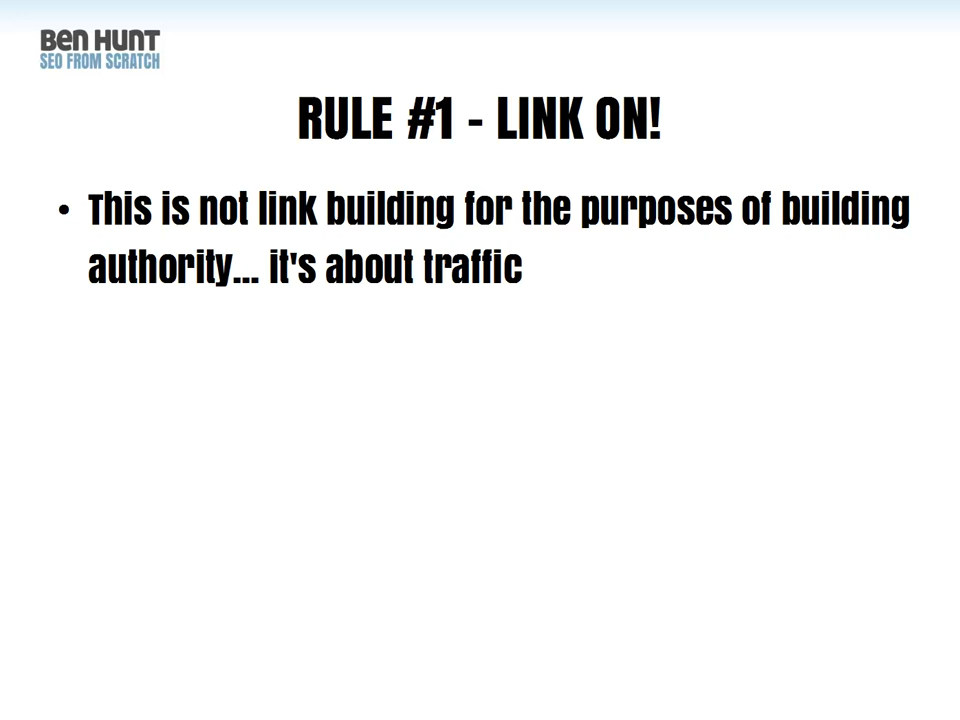 Ben Hunt
SEO FROM SCRATCH
RULE #1 - LINK ON!
• This is not link building for the purposes of building
authority... it's about traffic